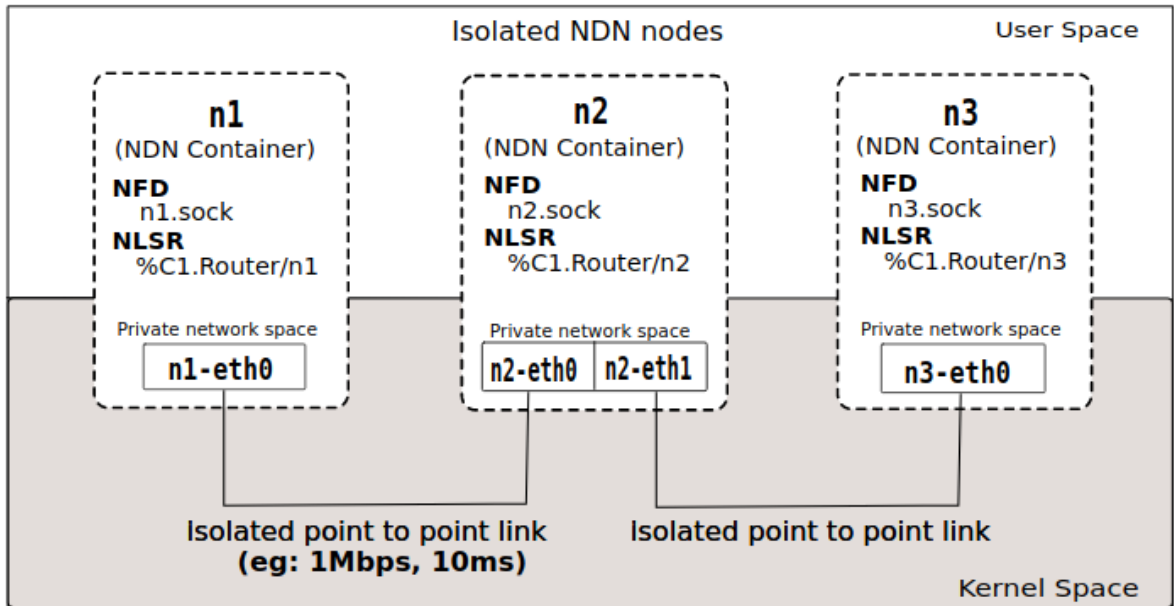 Isolated NDN nodes
User Space
n1
(NDN Container)
NFD
n1.sock
NLSR
%C1.Router/n1
Private network space
n1-eth0
n2
(NDN Container)
NFD
n2.sock
NLSR
%C1.Router/n2
Private network space
n2-eth0
n2-eth1
n3
(NDN Container)
NFD
n3.sock
NLSR
%C1.Router/n3
Private network space
n3-eth0
Isolated point to point link
(eg: 1Mbps, 10ms)
Isolated point to point link
Kernel Space